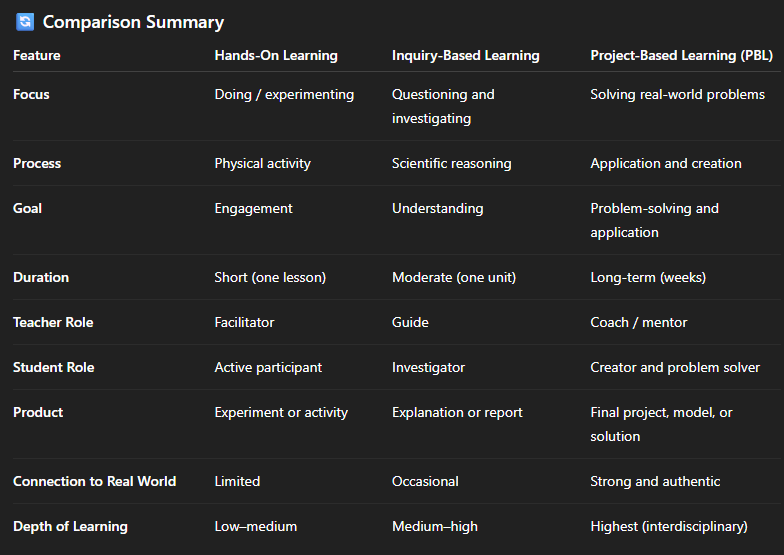 Comparison Summary
Feature Hands-On Learning Inquiry-Based Learning Project-Based Learning (PBL)
Focus Doing / experimenting Questioning and investigating Solving real-world problems
Process Physical activity Scientific reasoning Application and creation
Goal Engagement Understanding Problem-solving and application
Duration Short (one lesson) Moderate (one unit) Long-term (weeks)
Teacher Role Facilitator Guide Coach / mentor
Student Role Active participant Investigator Creator and problem solver
Product Experiment or activity Explanation or report Final project, model, or solution
Connection to Real World Limited Occasional Strong and authentic
Depth of Learning Low–medium Medium–high Highest (interdisciplinary)